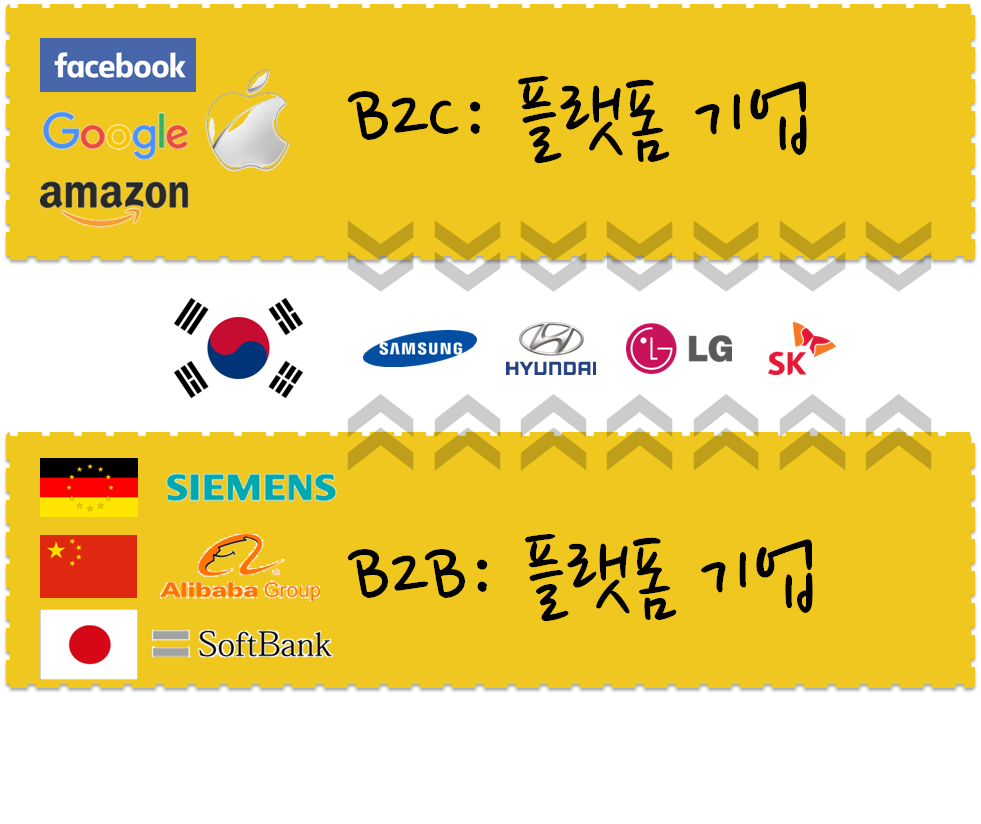 facebook
Google
amazon
B2C: 플랫폼 기업
SAMSUNG
HYUNDAI
LG LG
SK
SIEMENS
Alibaba Group
SoftBank
B2B: 플랫폼 기업